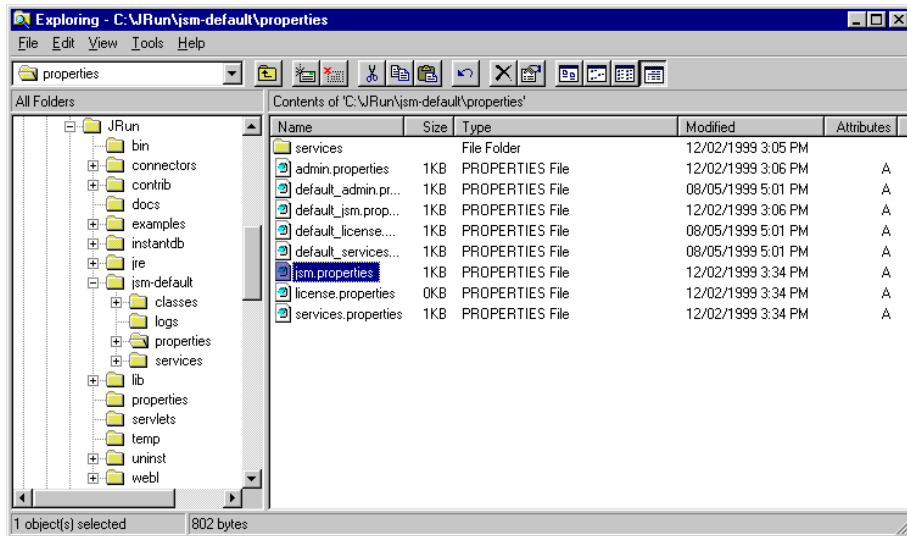 Exploring - C:\JRun\jsm-default\properties
File Edit View Tools Help
properties
All Folders
Contents of 'C:\JRun\jsm-default\properties'
JRun
bin
connectors
contrib
docs
examples
instantdb
jre
jsm-default
classes
logs
properties
services
lib
properties
servlets
temp
uninst
webl
Name Size Type Modified Attributes
services File Folder 12/02/1999 3:05 PM
admin.properties 1KB PROPERTIES File 12/02/1999 3:06 PM A
default_admin.pr... 1KB PROPERTIES File 08/05/1999 5:01 PM A
default_jsm.prop... 1KB PROPERTIES File 12/02/1999 3:06 PM A
default_license.... 1KB PROPERTIES File 08/05/1999 5:01 PM A
default_services... 1KB PROPERTIES File 08/05/1999 5:01 PM A
jsm.properties 1KB PROPERTIES File 12/02/1999 3:34 PM A
license.properties 0KB PROPERTIES File 12/02/1999 3:34 PM A
services.properties 1KB PROPERTIES File 12/02/1999 3:34 PM A
1 object(s) selected 802 bytes